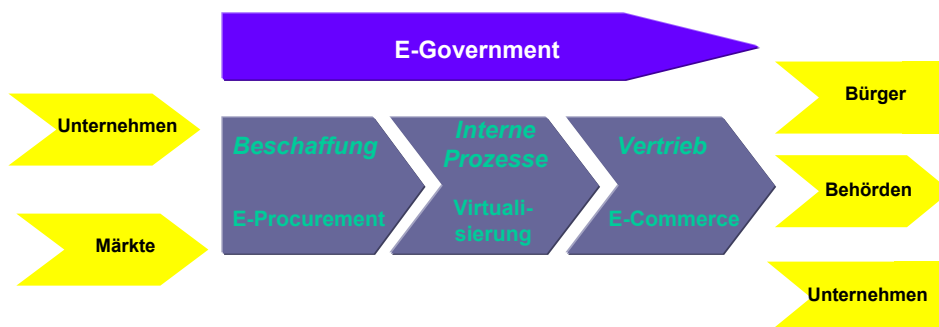 E-Government
Unternehmen
Märkte
Beschaffung
E-Procurement
Interne
Prozesse
Virtuali-
sierung
Vertrieb
E-Commerce
Bürger
Behörden
Unternehmen